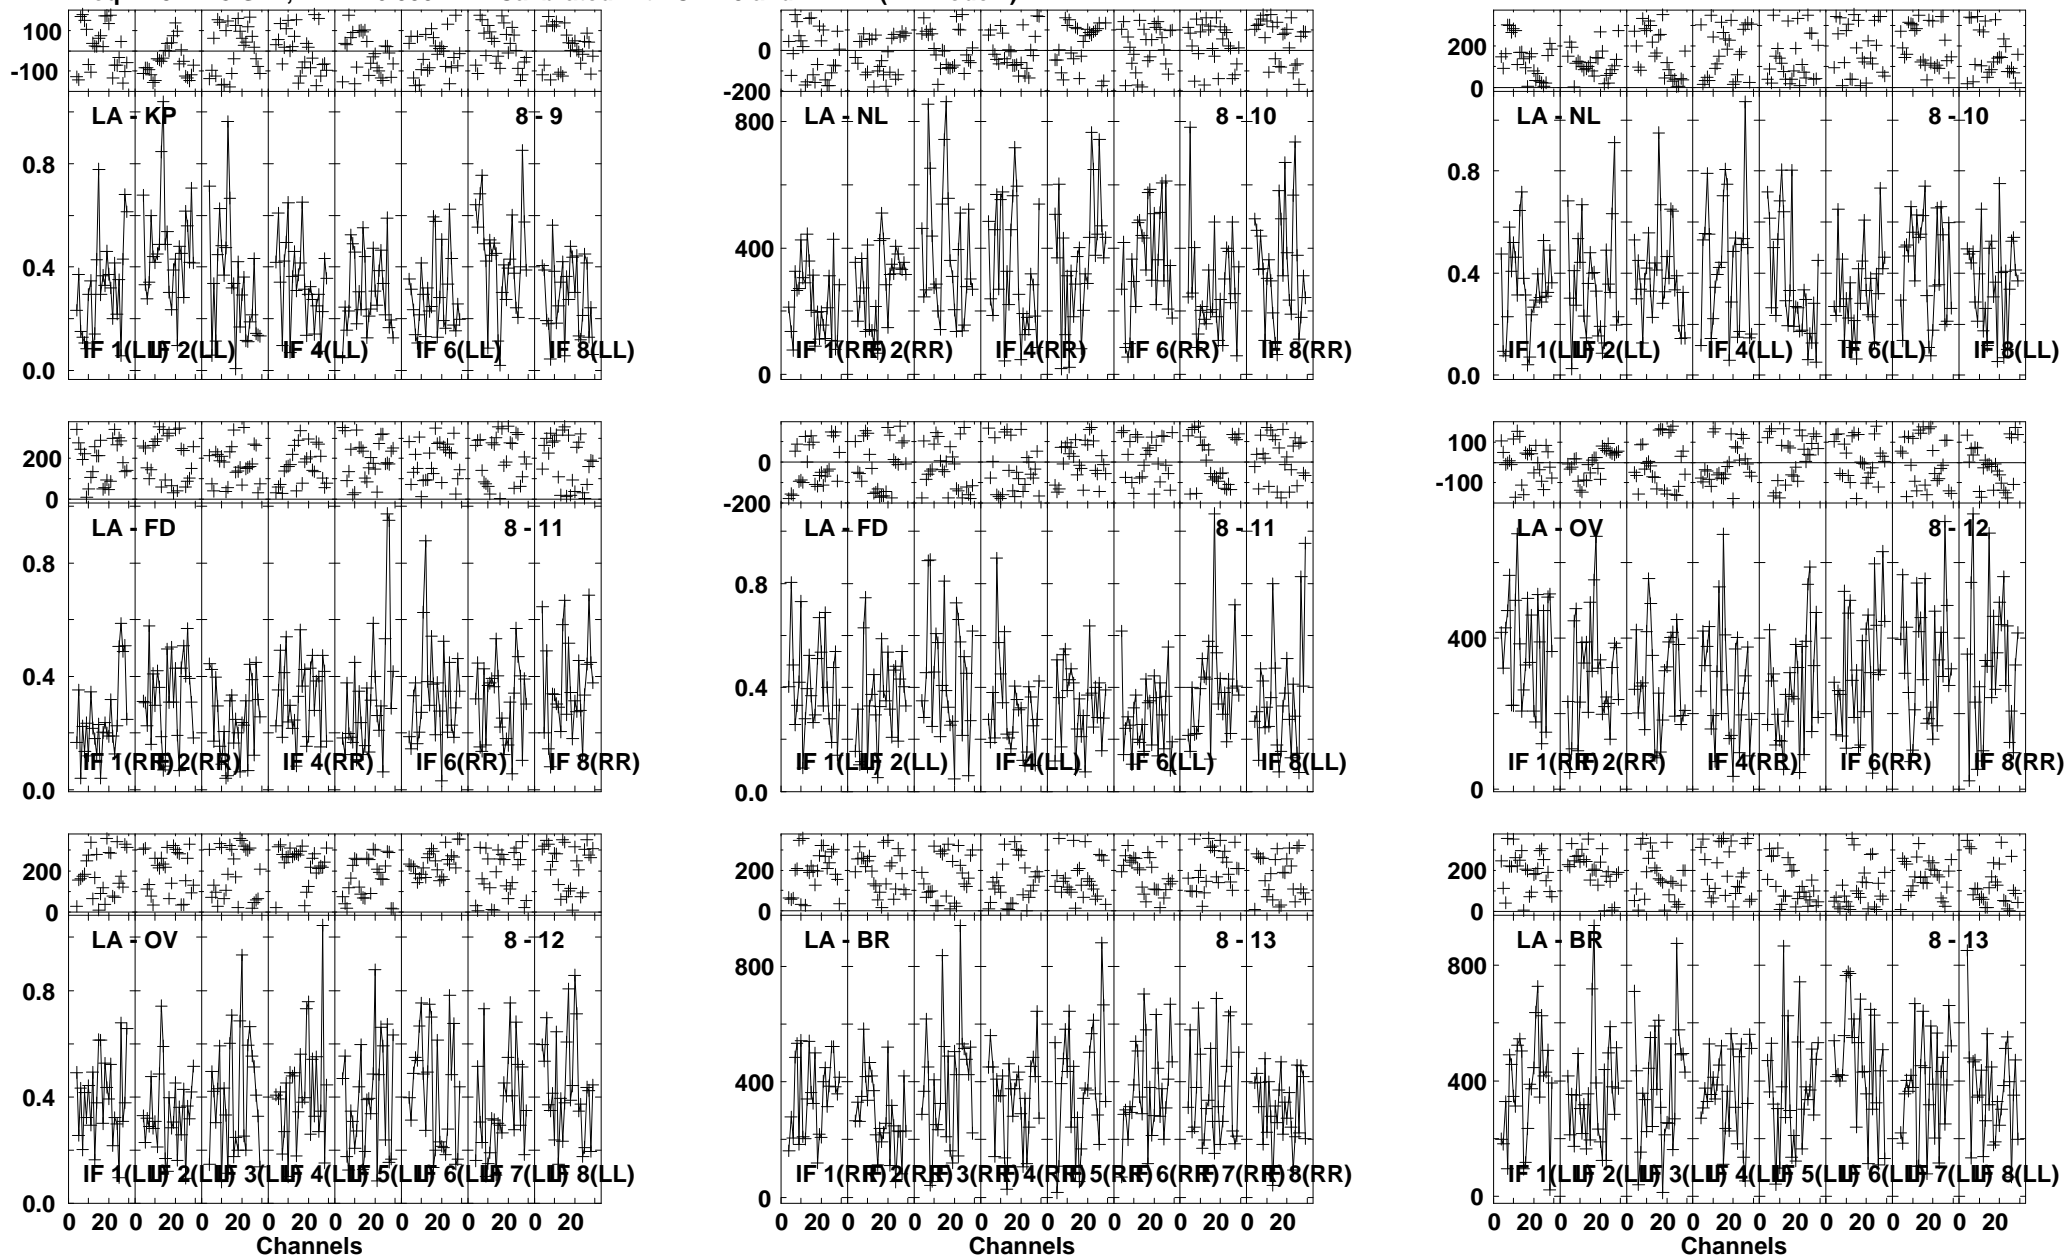 100
-100
LA - KP 8 - 9
0.8
0.4
0.0
IF 1(LL) IF 2(LL) IF 4(LL) IF 6(LL) IF 8(LL)
0
-200
LA - NL 8 - 10
800
400
0
IF 1(RR) IF 2(RR) IF 4(RR) IF 6(RR) IF 8(RR)
200
0
LA - NL 8 - 10
0.8
0.4
0.0
IF 1(LL) IF 2(LL) IF 4(LL) IF 6(LL) IF 8(LL)
200
0
LA - FD 8 - 11
0.8
0.4
0.0
IF 1(RR) IF 2(RR) IF 4(RR) IF 6(RR) IF 8(RR)
0
-200
LA - FD 8 - 11
0.8
0.4
0.0
IF 1(LL) IF 2(LL) IF 4(LL) IF 6(LL) IF 8(LL)
100
-100
LA - OV 8 - 12
400
0
IF 1(RR) IF 2(RR) IF 4(RR) IF 6(RR) IF 8(RR)
200
0
LA - OV 8 - 12
0.8
0.4
0.0
IF 1(LL) IF 2(LL) IF 3(LL) IF 4(LL) IF 5(LL) IF 6(LL) IF 7(LL) IF 8(LL)
0 20 0 20 0 20 0 20 0 20 0 20 0 20 0 20
Channels
200
0
LA - BR 8 - 13
800
400
0
IF 1(RR) IF 2(RR) IF 3(RR) IF 4(RR) IF 5(RR) IF 6(RR) IF 7(RR) IF 8(RR)
0 20 0 20 0 20 0 20 0 20 0 20 0 20 0 20
Channels
200
0
LA - BR 8 - 13
800
400
0
IF 1(LL) IF 2(LL) IF 3(LL) IF 4(LL) IF 5(LL) IF 6(LL) IF 7(LL) IF 8(LL)
0 20 0 20 0 20 0 20 0 20 0 20 0 20 0 20
Channels